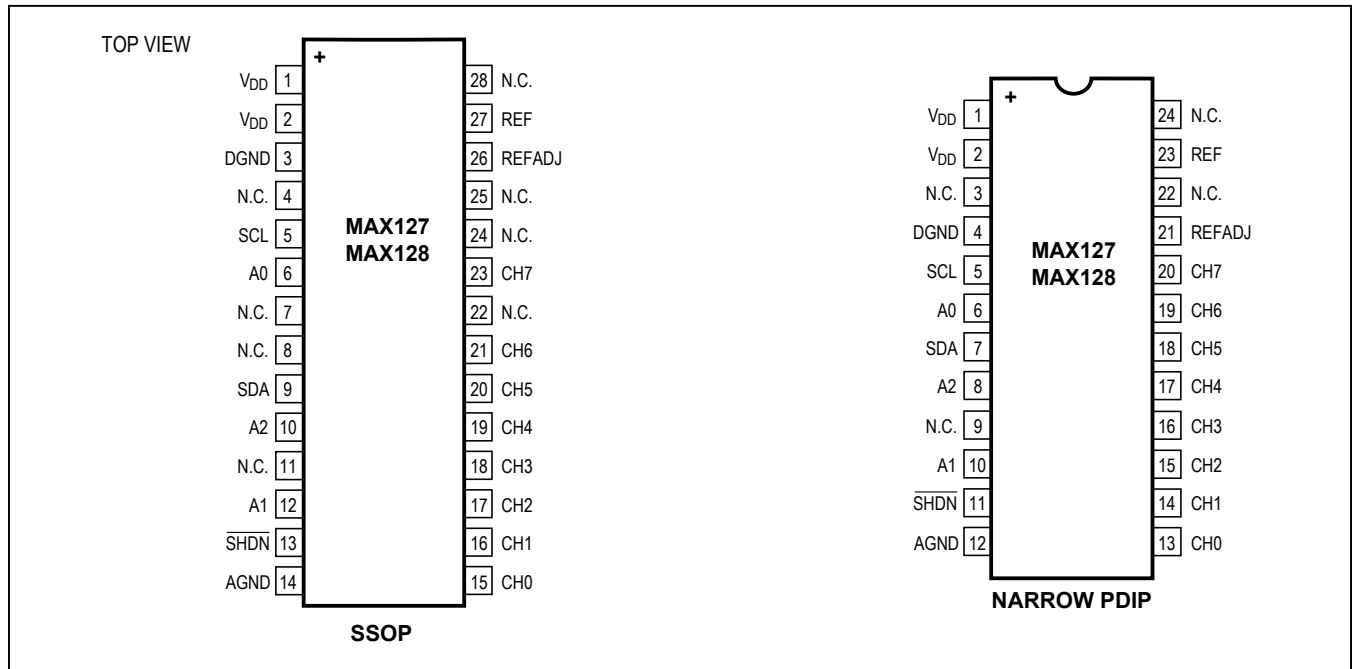 TOP VIEW
+
VDD 1
VDD 2
DGND 3
N.C. 4
SCL 5
A0 6
N.C. 7
N.C. 8
SDA 9
A2 10
N.C. 11
A1 12
SHDN 13
AGND 14
MAX127
MAX128
28 N.C.
27 REF
26 REFADJ
25 N.C.
24 N.C.
23 CH7
22 N.C.
21 CH6
20 CH5
19 CH4
18 CH3
17 CH2
16 CH1
15 CH0
SSOP
+
VDD 1
VDD 2
N.C. 3
DGND 4
SCL 5
A0 6
SDA 7
A2 8
N.C. 9
A1 10
SHDN 11
AGND 12
MAX127
MAX128
24 N.C.
23 REF
22 N.C.
21 REFADJ
20 CH7
19 CH6
18 CH5
17 CH4
16 CH3
15 CH2
14 CH1
13 CH0
NARROW PDIP